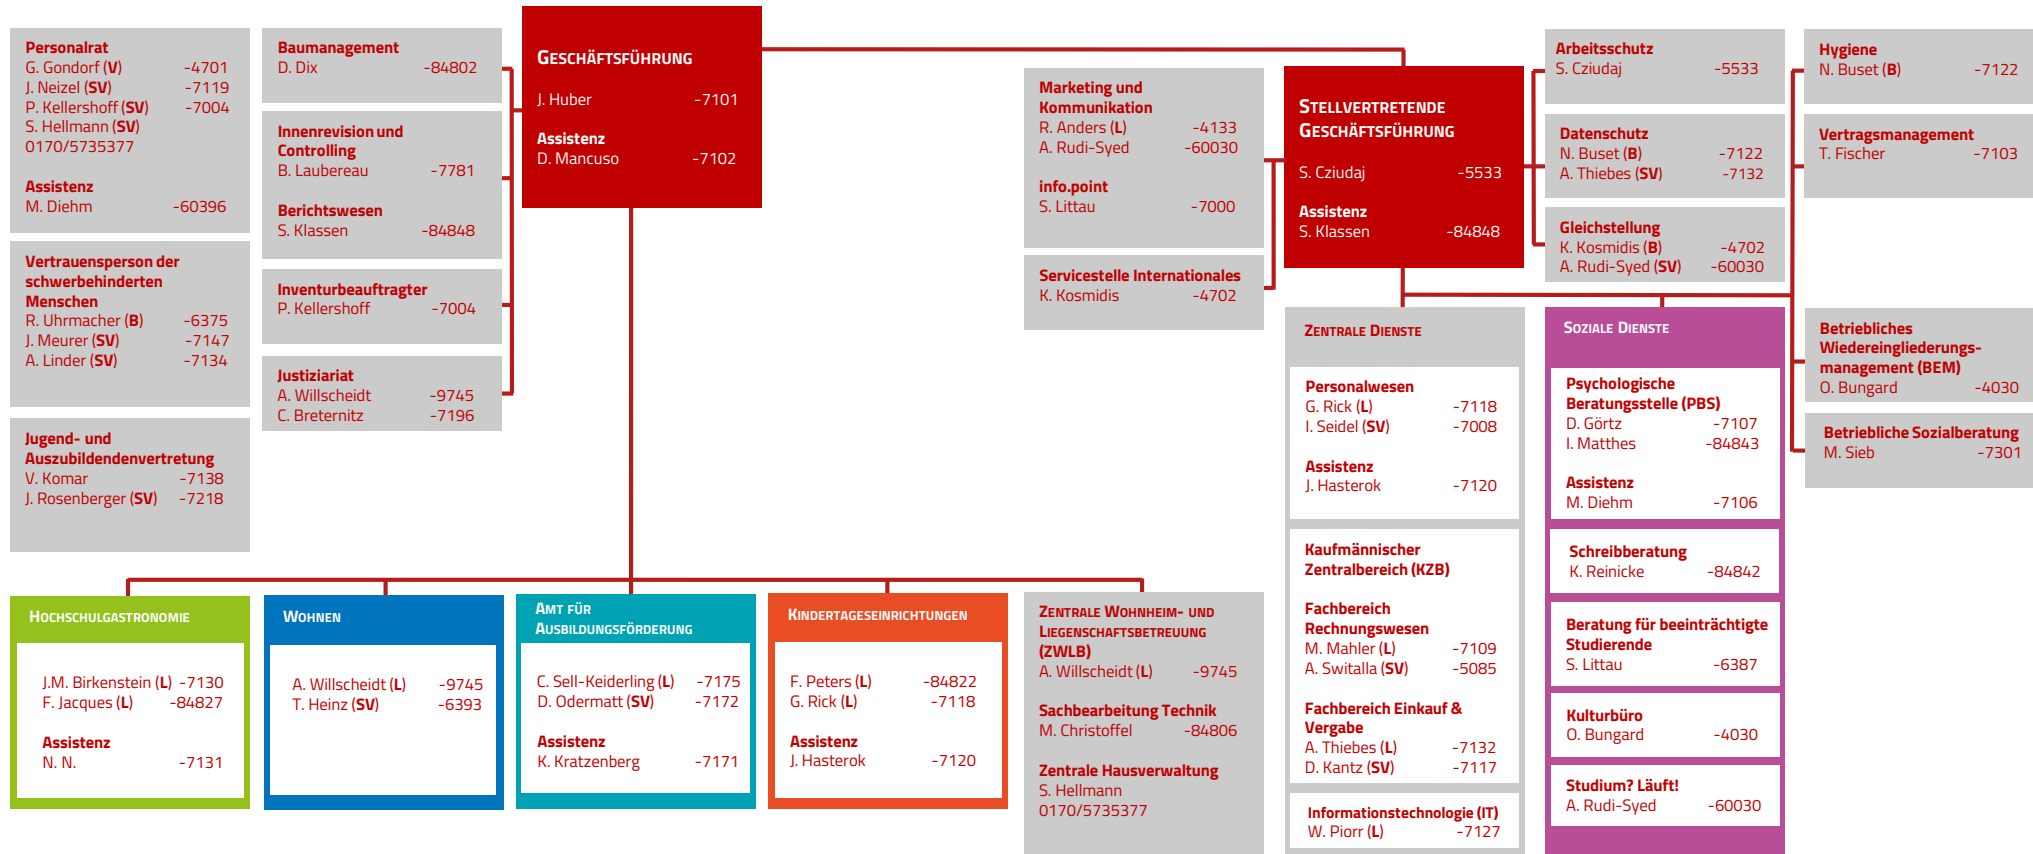 Personalrat
G. Gondorf (V) -4701
J. Neizel (SV) -7119
P. Kellershoff (SV) -7004
S. Hellmann (SV)
0170/5735377
Assistenz
M. Diehm -60396
Vertrauensperson der
schwerbehinderten
Menschen
R. Uhrmacher (B) -6375
J. Meurer (SV) -7147
A. Linder (SV) -7134
Jugend- und
Auszubildendenvertretung
V. Komar -7138
J. Rosenberger (SV) -7218
Baumanagement
D. Dix -84802
Innenrevision und
Controlling
B. Laubereau -7781
Berichtswesen
S. Klassen -84848
Inventurbeauftragter
P. Kellershoff -7004
Justiziariat
A. Willscheidt -9745
C. Breternitz -7196
GESCHÄFTSFÜHRUNG
J. Huber -7101
Assistenz
D. Mancuso -7102
Marketing und
Kommunikation
R. Anders (L) -4133
A. Rudi-Syed -60030
info.point
S. Littau -7000
Servicestelle Internationales
K. Kosmidis -4702
STELLVERTRETENDE
GESCHÄFTSFÜHRUNG
S. Cziudaj -5533
Assistenz
S. Klassen -84848
Arbeitsschutz
S. Cziudaj -5533
Datenschutz
N. Buset (B) -7122
A. Thiebes (SV) -7132
Gleichstellung
K. Kosmidis (B) -4702
A. Rudi-Syed (SV) -60030
Hygiene
N. Buset (B) -7122
Vertragsmanagement
T. Fischer -7103
Betriebliches
Wiedereingliederungs-
management (BEM)
O. Bungard -4030
Betriebliche Sozialberatung
M. Sieb -7301
HOCHSCHULGASTRONOMIE
J.M. Birkenstein (L) -7130
F. Jacques (L) -84827
Assistenz
N. N. -7131
WOHNEN
A. Willscheidt (L) -9745
T. Heinz (SV) -6393
AMT FÜR
AUSBILDUNGSFÖRDERUNG
C. Sell-Keiderling (L) -7175
D. Odermatt (SV) -7172
Assistenz
K. Kratzenberg -7171
KINDERTAGESEINRICHTUNGEN
F. Peters (L) -84822
G. Rick (L) -7118
Assistenz
J. Hasterok -7120
ZENTRALE WOHNHEIM- UND
LIEGENSCHAFTSBETREUUNG
(ZWLB)
A. Willscheidt (L) -9745
Sachbearbeitung Technik
M. Christoffel -84806
Zentrale Hausverwaltung
S. Hellmann
0170/5735377
ZENTRALE DIENSTE
Personalwesen
G. Rick (L) -7118
I. Seidel (SV) -7008
Assistenz
J. Hasterok -7120
Kaufmännischer
Zentralbereich (KZB)
Fachbereich
Rechnungswesen
M. Mahler (L) -7109
A. Switalla (SV) -5085
Fachbereich Einkauf &
Vergabe
A. Thiebes (L) -7132
D. Kantz (SV) -7117
Informationstechnologie (IT)
W. Piorr (L) -7127
SOZIALE DIENSTE
Psychologische
Beratungsstelle (PBS)
D. Görtz -7107
I. Matthes -84843
Assistenz
M. Diehm -7106
Schreibberatung
K. Reinicke -84842
Beratung für beeinträchtigte
Studierende
S. Littau -6387
Kulturbüro
O. Bungard -4030
Studium? Läuft!
A. Rudi-Syed -60030